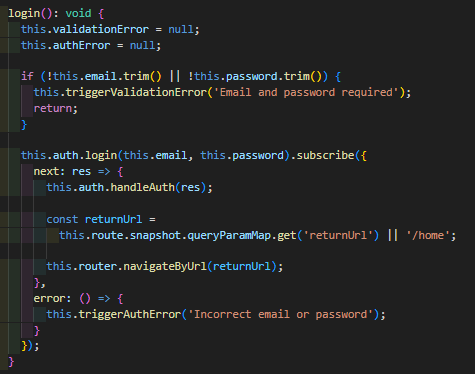 login(): void {
this.validationError = null;
this.authError = null;
if (!this.email.trim() || !this.password.trim()) {
this.triggerValidationError('Email and password required');
return;
}
this.auth.login(this.email, this.password).subscribe({
next: res => {
this.auth.handleAuth(res);
const returnUrl =
this.route.snapshot.queryParamMap.get('returnUrl') || '/home';
this.router.navigateByUrl(returnUrl);
},
error: () => {
this.triggerAuthError('Incorrect email or password');
}
});
}